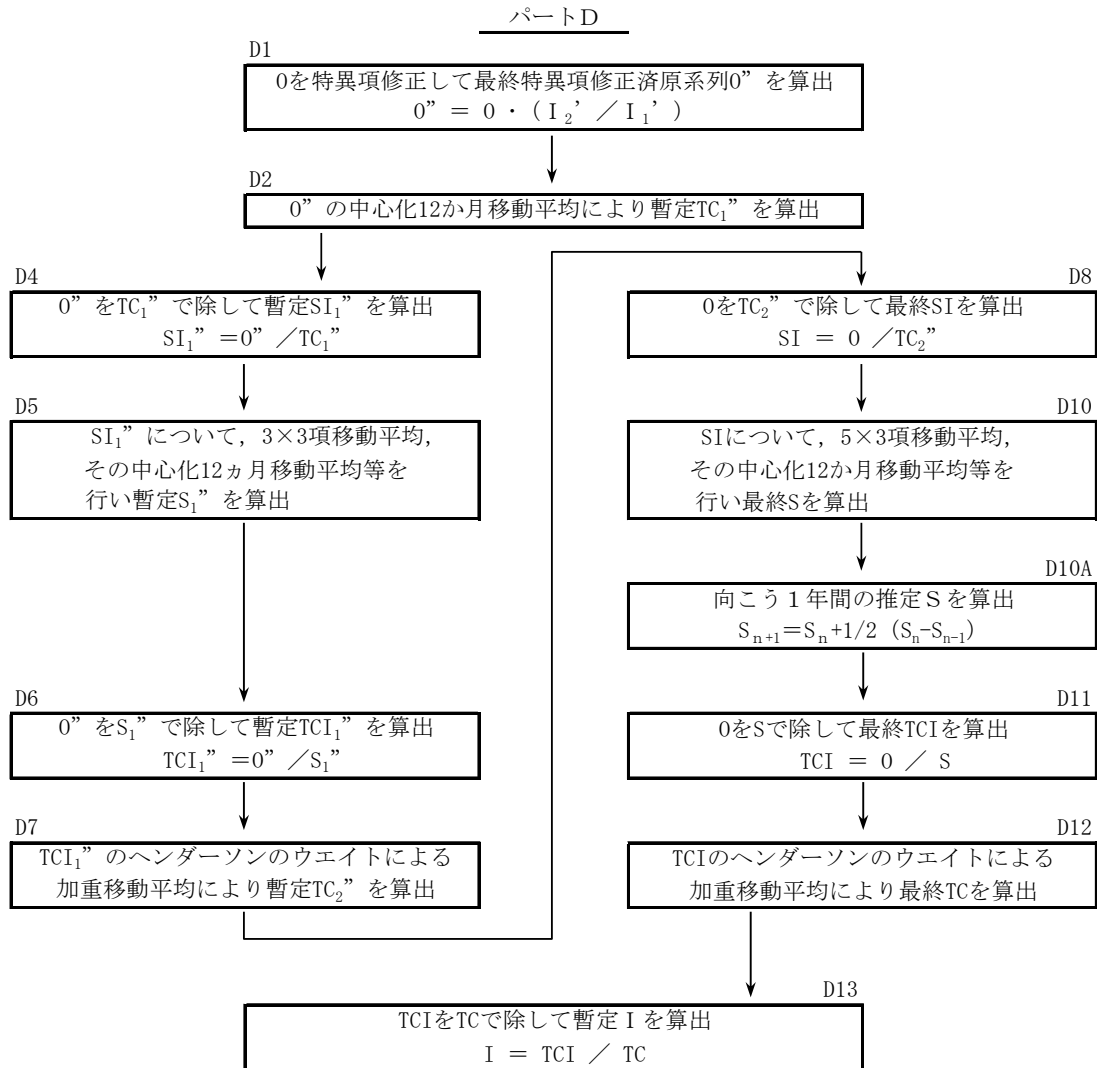 パートD
D1
Oを特異項修正して最終特異項修正済原系列O”を算出
O”＝ O ・（Ｉ₂’／Ｉ₁’）
D2
O”の中心化12か月移動平均により暫定TC₁”を算出
D4
O”をTC₁”で除して暫定SI₁”を算出
SI₁”＝O”／TC₁”
D5
SI₁”について，3×3項移動平均，
その中心化12ヵ月移動平均等を
行い暫定S₁”を算出
D6
O”をS₁”で除して暫定TCI₁”を算出
TCI₁”＝O”／S₁”
D7
TCI₁”のヘンダーソンのウエイトによる
加重移動平均により暫定TC₂”を算出
D8
OをTC₂”で除して最終SIを算出
SI ＝ O ／TC₂”
D10
SIについて，5×3項移動平均，
その中心化12か月移動平均等を
行い最終Sを算出
D10A
向こう１年間の推定Ｓを算出
Sₙ₊₁＝Sₙ+1/2（Sₙ-Sₙ₋₁）
D11
OをSで除して最終TCIを算出
TCI ＝ O ／ S
D12
TCIのヘンダーソンのウエイトによる
加重移動平均により最終TCを算出
D13
TCIをTCで除して暫定Ｉを算出
I ＝ TCI ／ TC